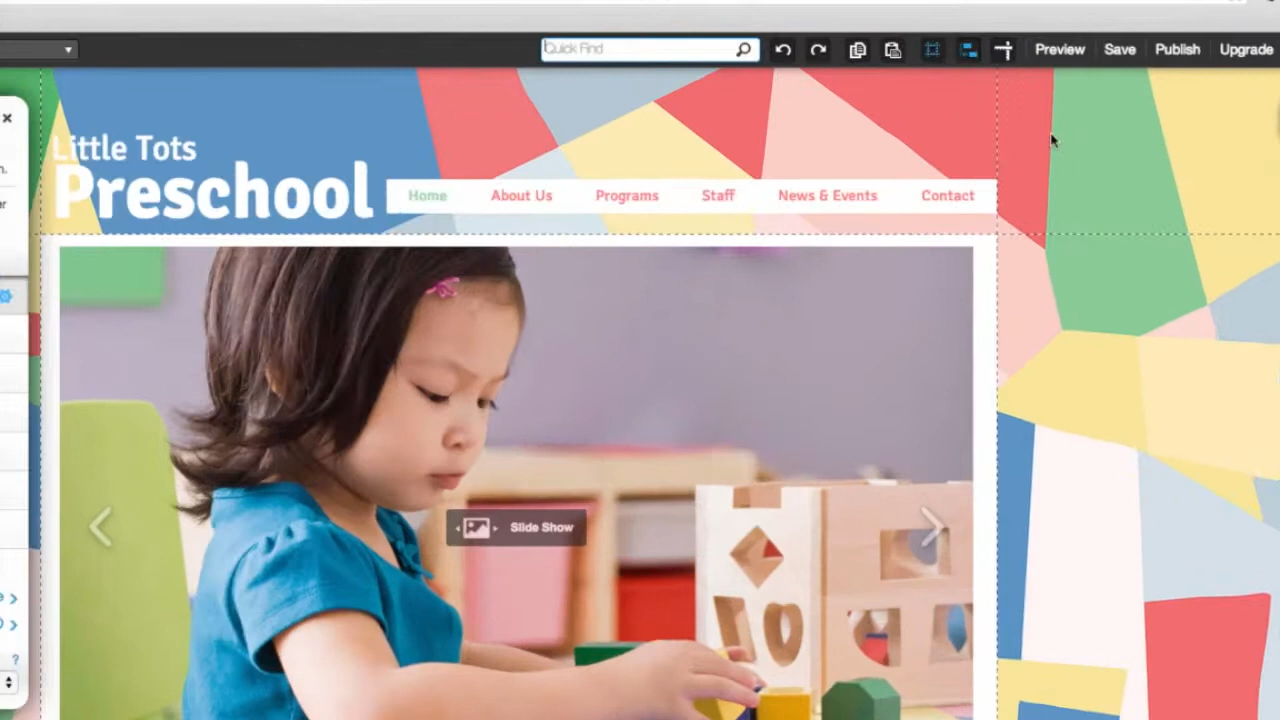 Quick Find
Preview
Save
Publish
Upgrade
n.
er
Little Tots
Preschool
Home
About Us
Programs
Staff
News & Events
Contact
Slide Show
e
?